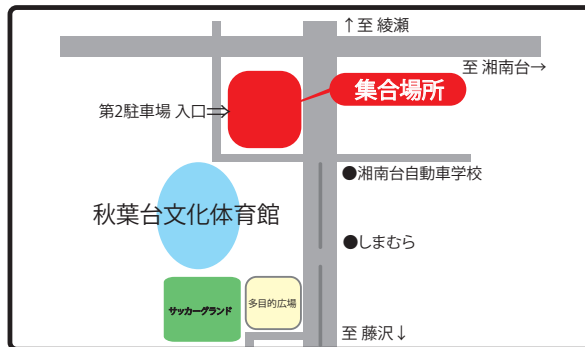 ↑至 綾瀬
至 湘南台→
集合場所
第2駐車場 入口⇒
●湘南台自動車学校
秋葉台文化体育館
●しまむら
サッカーグランド
多目的広場
至 藤沢↓